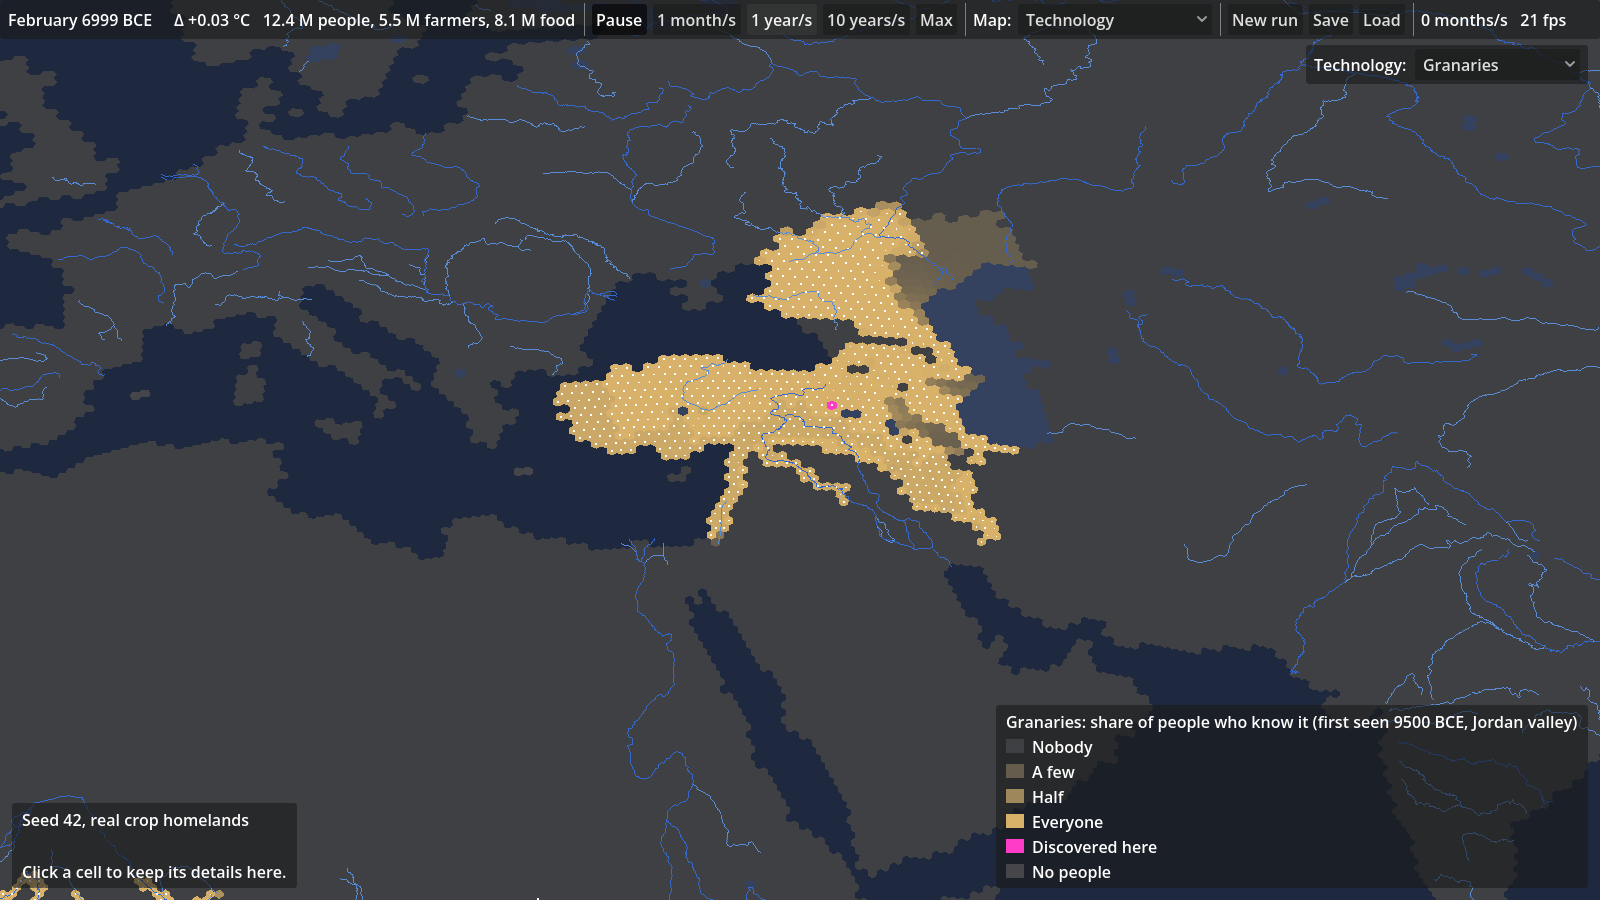 February 6999 BCE Δ +0.03 °C 12.4 M people, 5.5 M farmers, 8.1 M food Pause 1 month/s 1 year/s 10 years/s Max Map: Technology New run Save Load 0 months/s 21 fps
Technology: Granaries
Granaries: share of people who know it (first seen 9500 BCE, Jordan valley)
Nobody
A few
Half
Everyone
Discovered here
No people
Seed 42, real crop homelands
Click a cell to keep its details here.